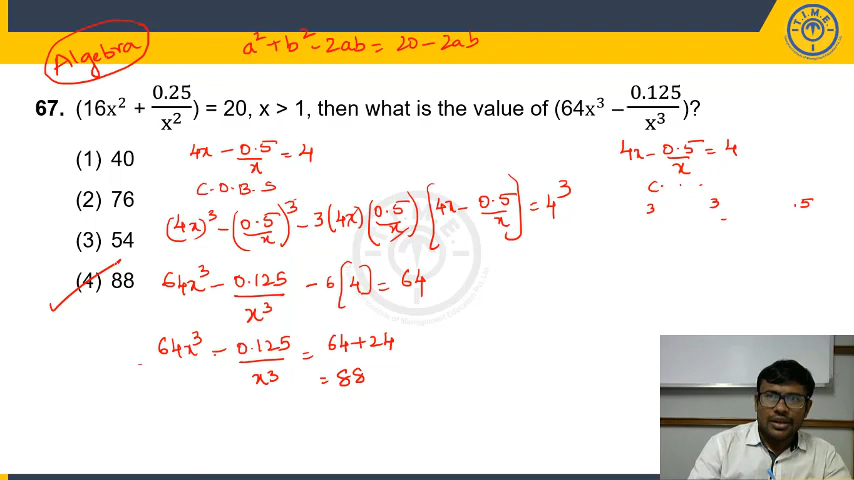 T.I.M.E.
Algebra
a² + b² - 2ab = 20 - 2ab
67. (16x² + 0.25/x²) = 20, x > 1, then what is the value of (64x³ – 0.125/x³)?
(1) 40
4x - 0.5/x = 4
4x - 0.5/x = 4
C.O.B.S
C. . .
(2) 76
(4x)³ - (0.5/x)³ - 3(4x)(0.5/x)[4x - 0.5/x] = 4³
3 3 .5
(3) 54
(4) 88
64x³ - 0.125/x³ - 6[4] = 64
64x³ - 0.125/x³ = 64+24
= 88